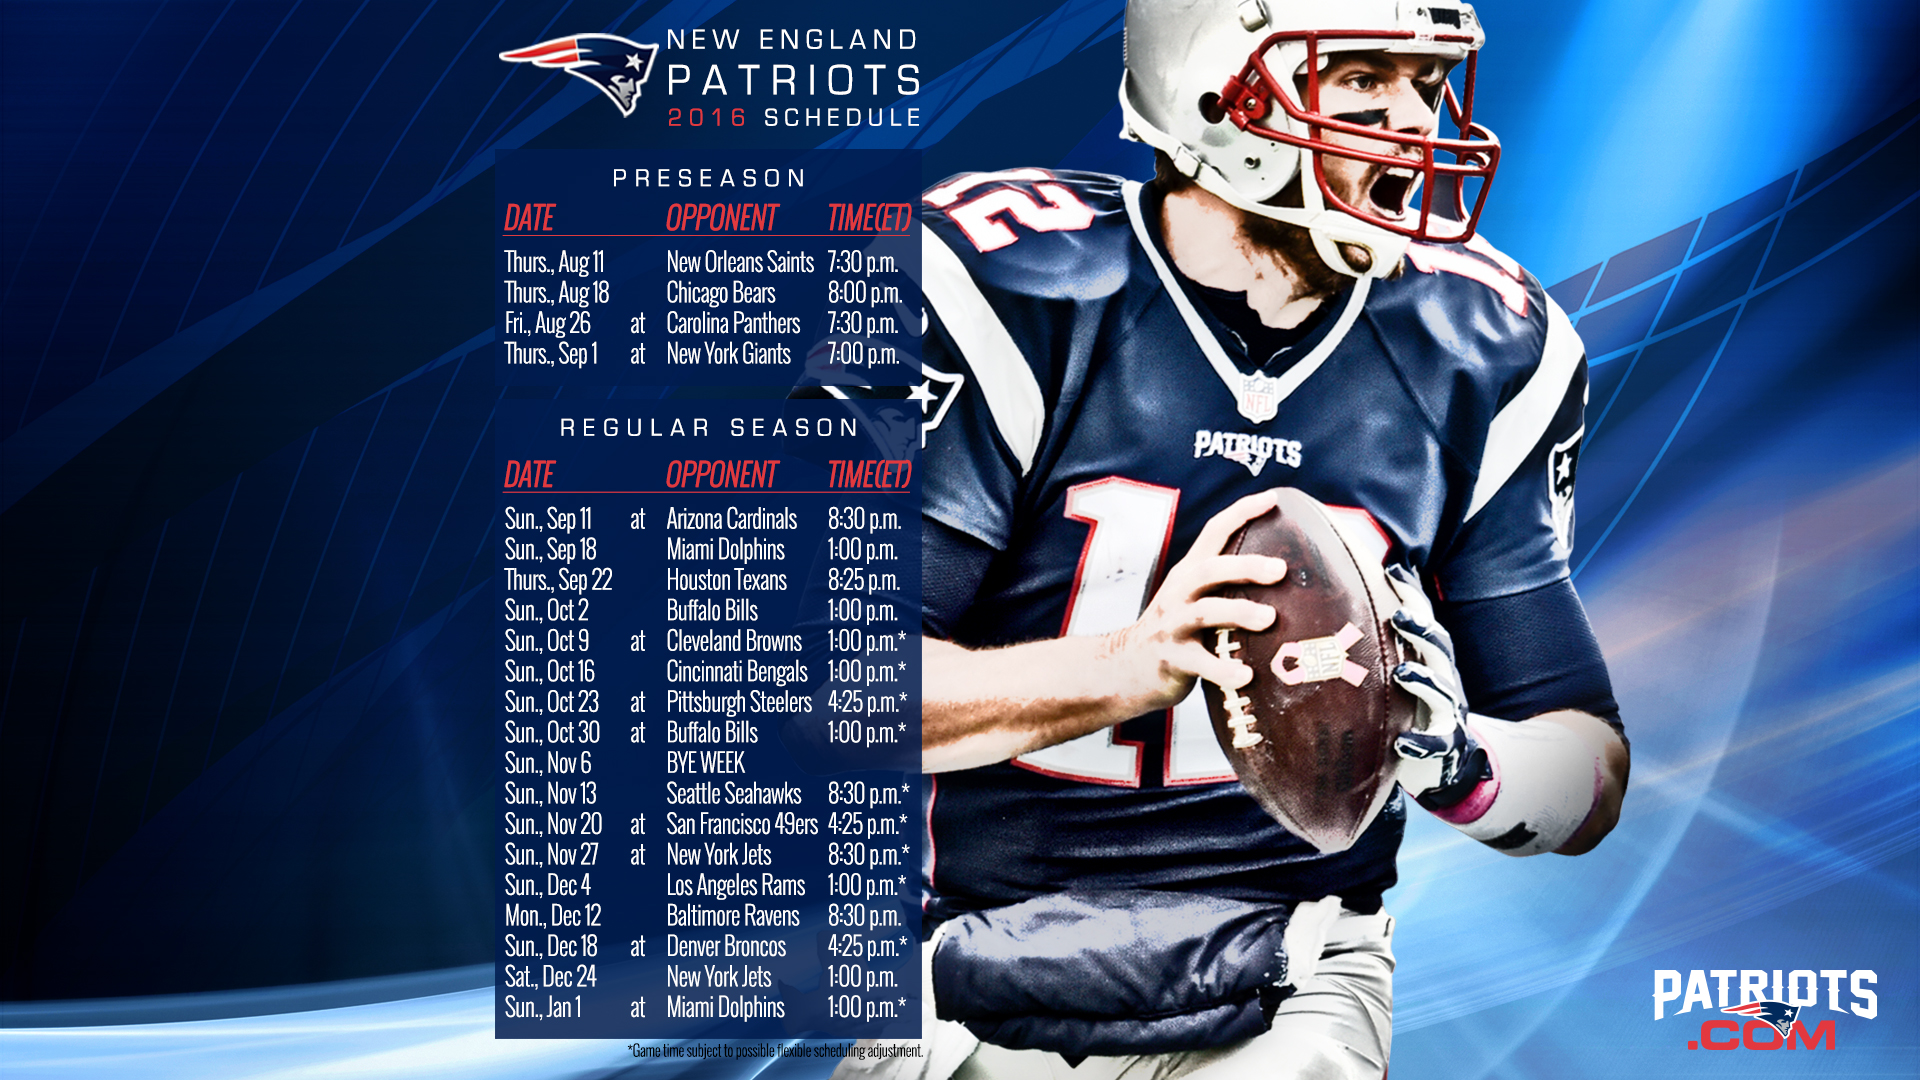 NEW ENGLAND
PATRIOTS
2016 SCHEDULE
PRESEASON
DATE OPPONENT TIME(ET)
Thurs., Aug 11 New Orleans Saints 7:30 p.m.
Thurs., Aug 18 Chicago Bears 8:00 p.m.
Fri., Aug 26 at Carolina Panthers 7:30 p.m.
Thurs., Sep 1 at New York Giants 7:00 p.m.
REGULAR SEASON
DATE OPPONENT TIME(ET)
Sun., Sep 11 at Arizona Cardinals 8:30 p.m.
Sun., Sep 18 Miami Dolphins 1:00 p.m.
Thurs., Sep 22 Houston Texans 8:25 p.m.
Sun., Oct 2 Buffalo Bills 1:00 p.m.
Sun., Oct 9 at Cleveland Browns 1:00 p.m.*
Sun., Oct 16 Cincinnati Bengals 1:00 p.m.*
Sun., Oct 23 at Pittsburgh Steelers 4:25 p.m.*
Sun., Oct 30 at Buffalo Bills 1:00 p.m.*
Sun., Nov 6 BYE WEEK
Sun., Nov 13 Seattle Seahawks 8:30 p.m.*
Sun., Nov 20 at San Francisco 49ers 4:25 p.m.*
Sun., Nov 27 at New York Jets 8:30 p.m.*
Sun., Dec 4 Los Angeles Rams 1:00 p.m.*
Mon., Dec 12 Baltimore Ravens 8:30 p.m.
Sun., Dec 18 at Denver Broncos 4:25 p.m.*
Sat., Dec 24 New York Jets 1:00 p.m.
Sun., Jan 1 at Miami Dolphins 1:00 p.m.*
*Game time subject to possible flexible scheduling adjustment.
12
NFL
PATRIOTS
NFL
PATRIOTS
.COM